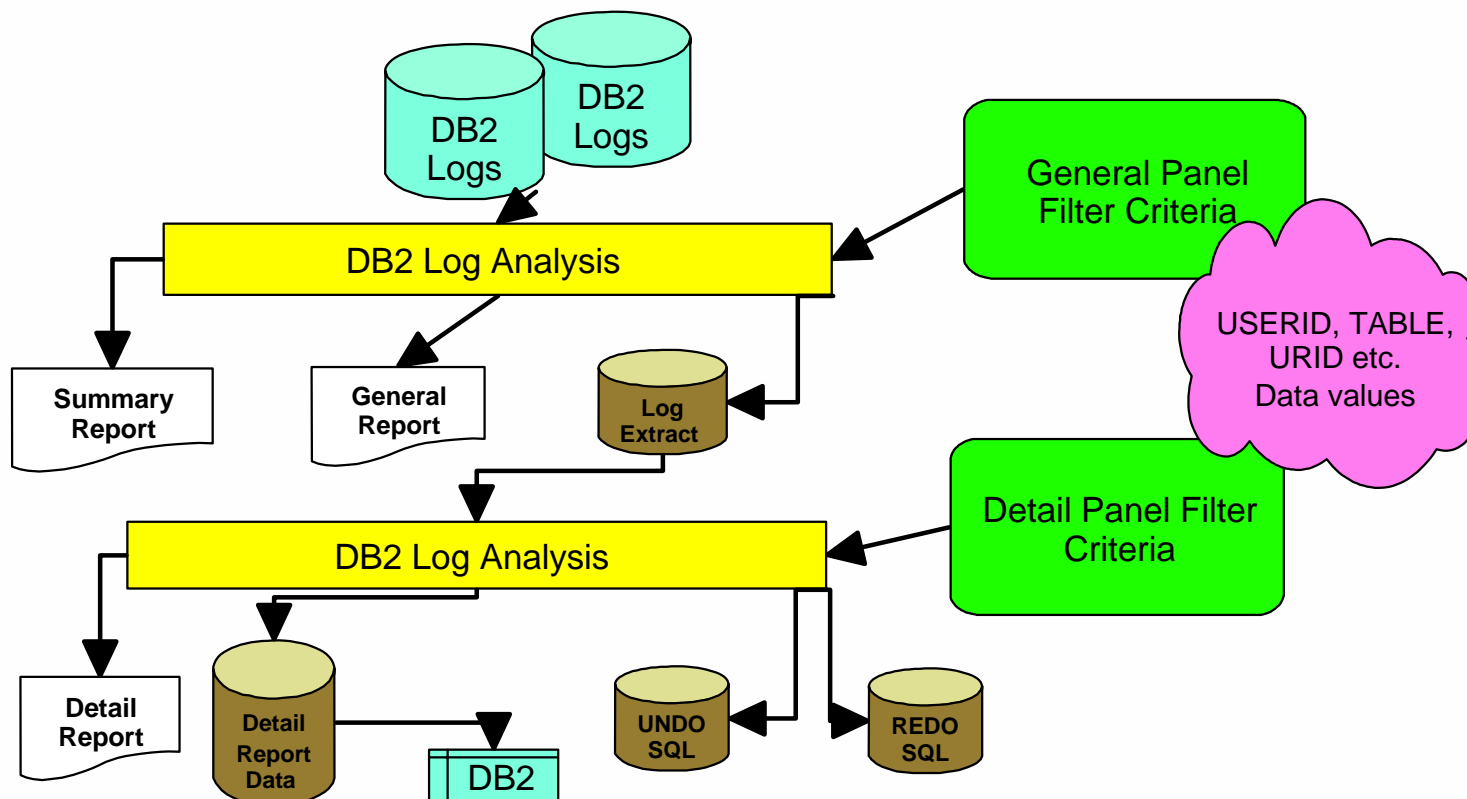 DB2
Logs
DB2
Logs
General Panel
Filter Criteria
DB2 Log Analysis
USERID, TABLE,
URID etc.
Data values
Summary
Report
General
Report
Log
Extract
Detail Panel Filter
Criteria
DB2 Log Analysis
Detail
Report
Detail
Report
Data
UNDO
SQL
REDO
SQL
DB2